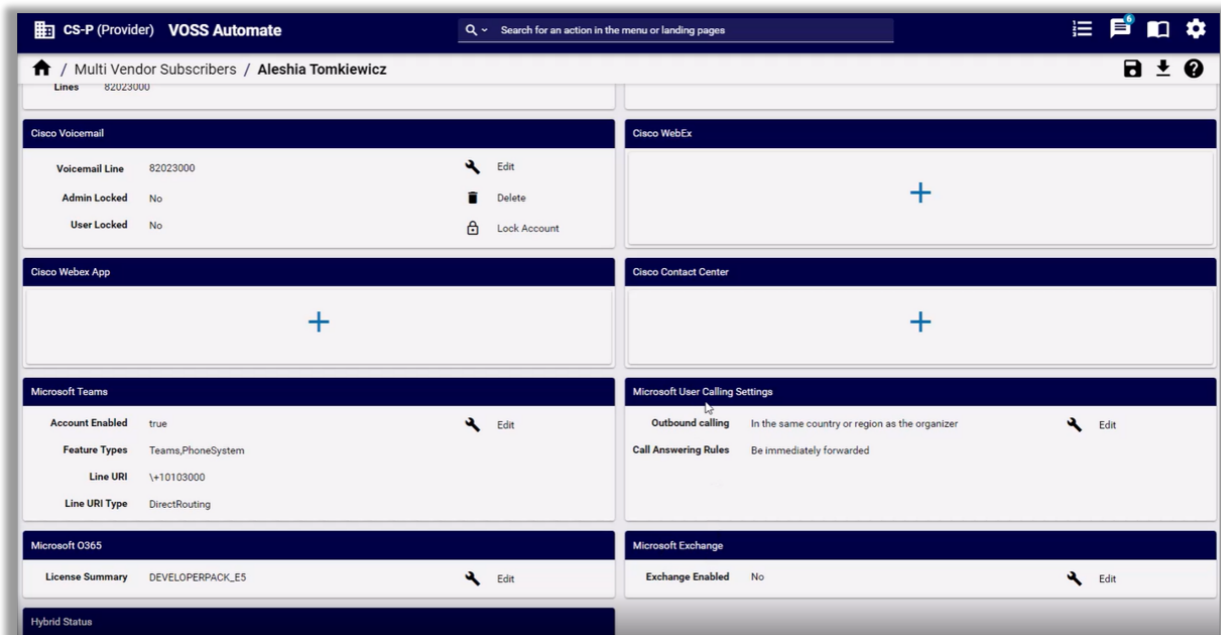 CS-P (Provider) VOSS Automate
Search for an action in the menu or landing pages
6
/ Multi Vendor Subscribers / Aleshia Tomkiewicz
Lines 82023000
Cisco Voicemail
Voicemail Line 82023000 Edit
Admin Locked No Delete
User Locked No Lock Account
Cisco WebEx
Cisco Webex App
Cisco Contact Center
Microsoft Teams
Account Enabled true Edit
Feature Types Teams,PhoneSystem
Line URI \+10103000
Line URI Type DirectRouting
Microsoft User Calling Settings
Outbound calling In the same country or region as the organizer Edit
Call Answering Rules Be immediately forwarded
Microsoft O365
License Summary DEVELOPERPACK_E5 Edit
Microsoft Exchange
Exchange Enabled No Edit
Hybrid Status